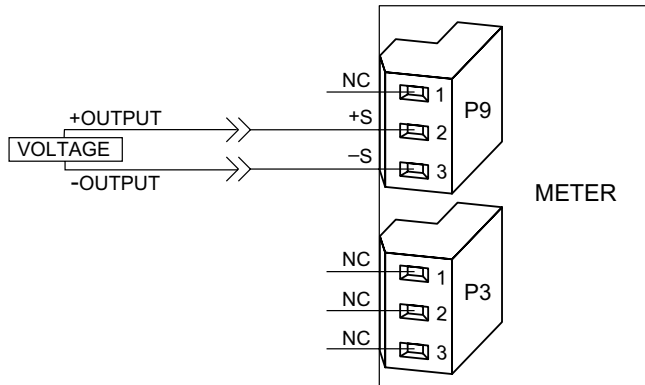 NC
1
+OUTPUT
+S
2
P9
VOLTAGE
-OUTPUT
–S
3
METER
NC
1
P3
NC
2
NC
3